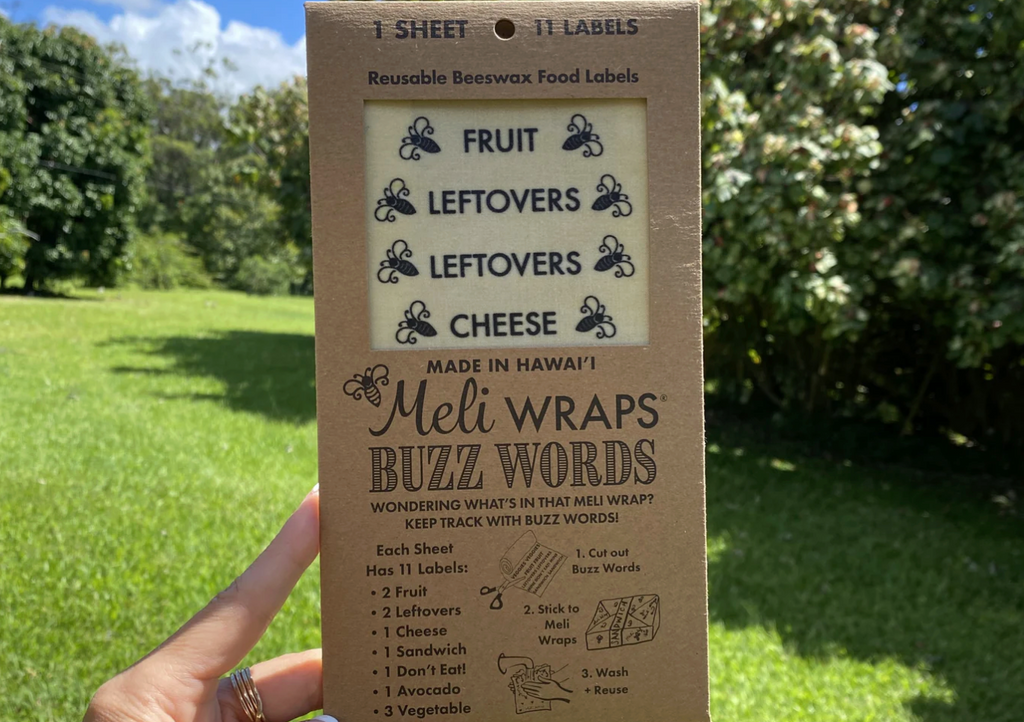 1 SHEET 11 LABELS
Reusable Beeswax Food Labels
FRUIT
LEFTOVERS
LEFTOVERS
CHEESE
MADE IN HAWAI'I
Meli WRAPS®
BUZZ WORDS
WONDERING WHAT'S IN THAT MELI WRAP?
KEEP TRACK WITH BUZZ WORDS!
Each Sheet
Has 11 Labels:
• 2 Fruit
• 2 Leftovers
• 1 Cheese
• 1 Sandwich
• 1 Don't Eat!
• 1 Avocado
• 3 Vegetable
1. Cut out
Buzz Words
2. Stick to
Meli
Wraps
SANDWICH
3. Wash
+ Reuse